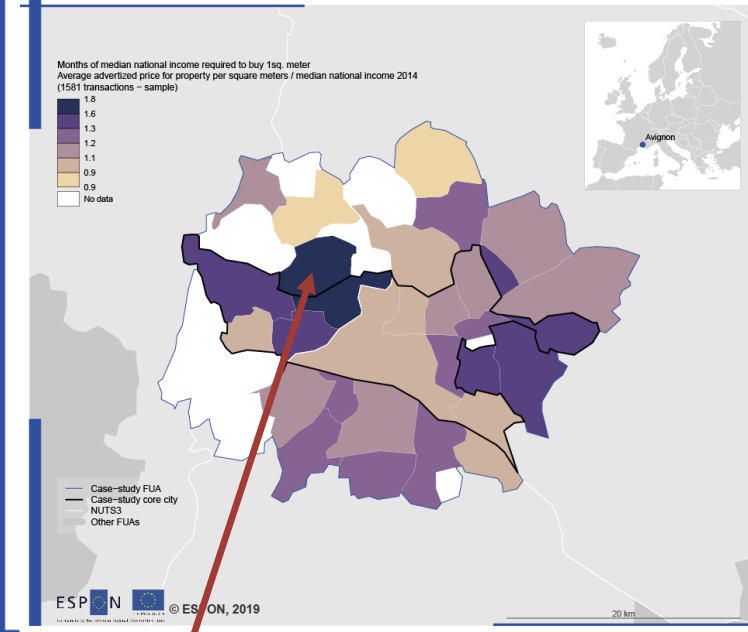 Months of median national income required to buy 1sq. meter
Average advertized price for property per square meters / median national income 2014
(1581 transactions − sample)
1.8
1.6
1.3
1.2
1.1
0.9
0.9
No data
Avignon
Case−study FUA
Case−study core city
NUTS3
Other FUAs
ESPON
© ESPON, 2019
20 km